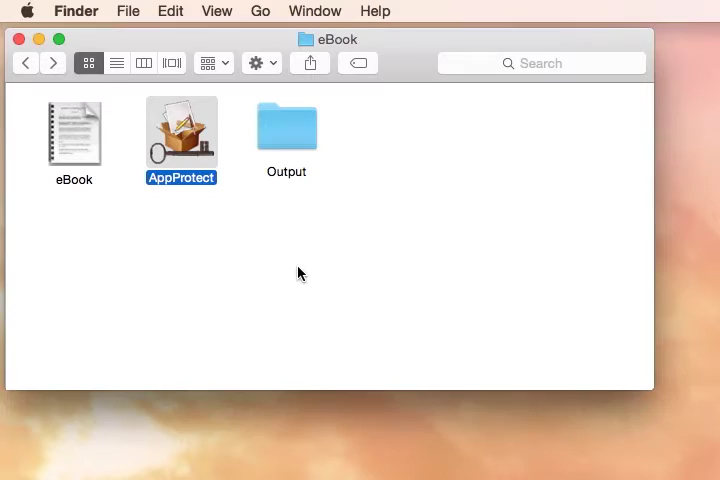 Finder File Edit View Go Window Help
eBook
Search
eBook
AppProtect
Output